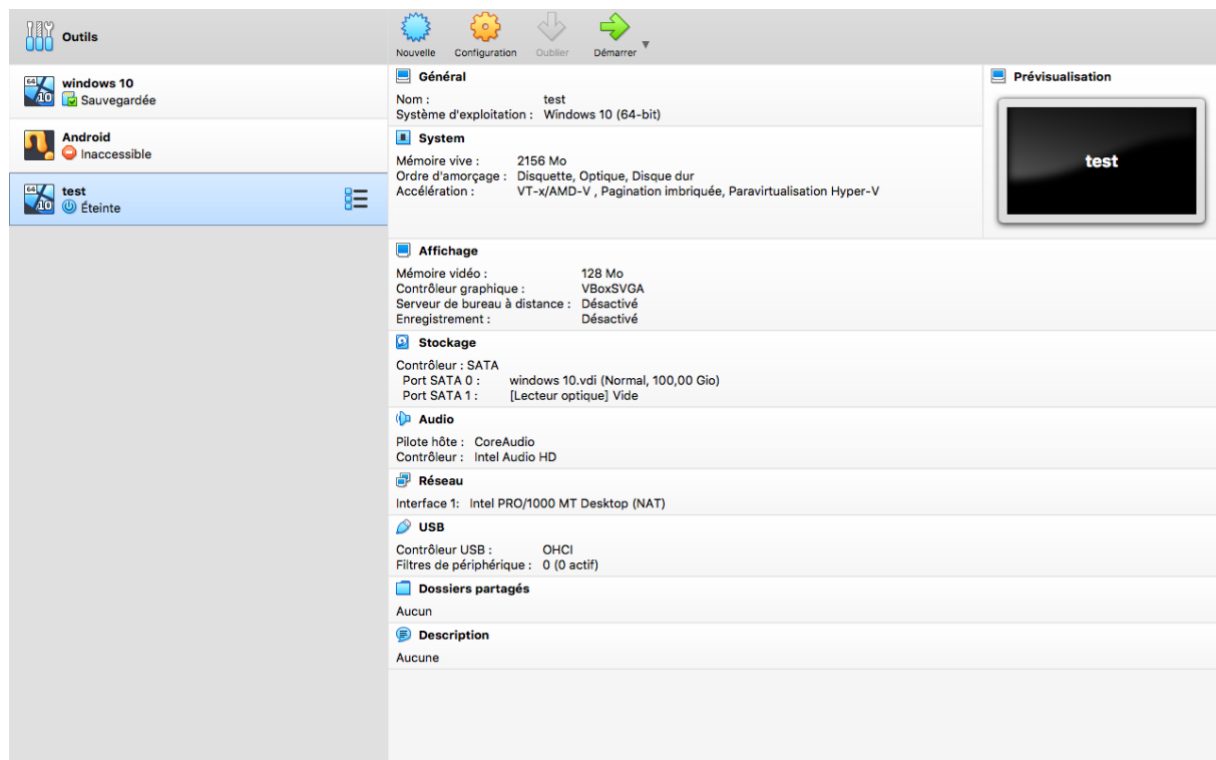 Outils
windows 10
Sauvegardée
Android
Inaccessible
test
Éteinte
Nouvelle Configuration Oublier Démarrer
Général
Nom : test
Système d'exploitation : Windows 10 (64-bit)
System
Mémoire vive : 2156 Mo
Ordre d'amorçage : Disquette, Optique, Disque dur
Accélération : VT-x/AMD-V , Pagination imbriquée, Paravirtualisation Hyper-V
Prévisualisation
test
Affichage
Mémoire vidéo : 128 Mo
Contrôleur graphique : VBoxSVGA
Serveur de bureau à distance : Désactivé
Enregistrement : Désactivé
Stockage
Contrôleur : SATA
Port SATA 0 : windows 10.vdi (Normal, 100,00 Gio)
Port SATA 1 : [Lecteur optique] Vide
Audio
Pilote hôte : CoreAudio
Contrôleur : Intel Audio HD
Réseau
Interface 1: Intel PRO/1000 MT Desktop (NAT)
USB
Contrôleur USB : OHCI
Filtres de périphérique : 0 (0 actif)
Dossiers partagés
Aucun
Description
Aucune